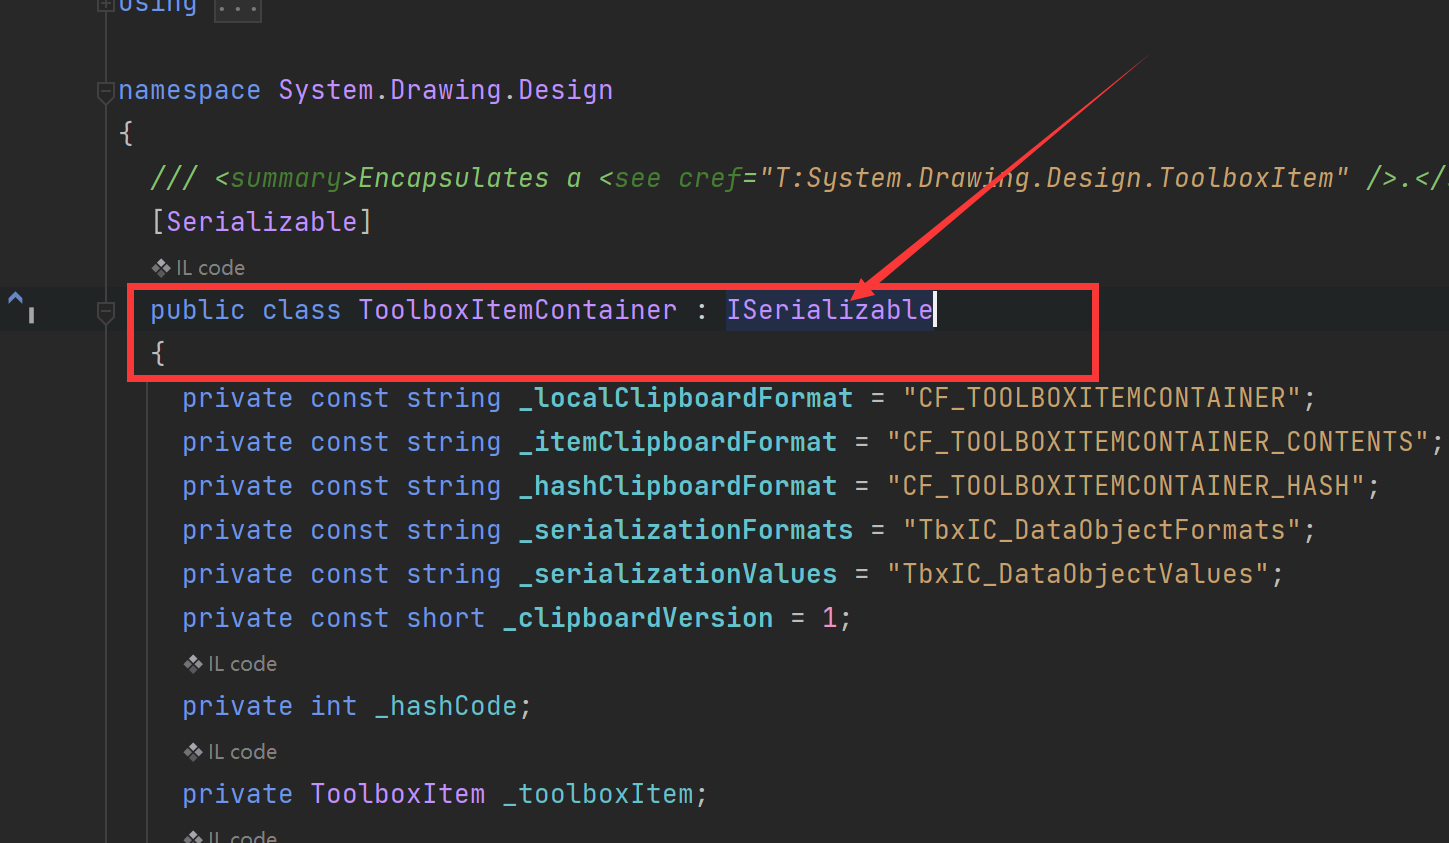 using ...
namespace System.Drawing.Design
{
/// <summary>Encapsulates a <see cref="T:System.Drawing.Design.ToolboxItem" />.</
[Serializable]
IL code
public class ToolboxItemContainer : ISerializable
{
private const string _localClipboardFormat = "CF_TOOLBOXITEMCONTAINER";
private const string _itemClipboardFormat = "CF_TOOLBOXITEMCONTAINER_CONTENTS";
private const string _hashClipboardFormat = "CF_TOOLBOXITEMCONTAINER_HASH";
private const string _serializationFormats = "TbxIC_DataObjectFormats";
private const string _serializationValues = "TbxIC_DataObjectValues";
private const short _clipboardVersion = 1;
IL code
private int _hashCode;
IL code
private ToolboxItem _toolboxItem;
IL code